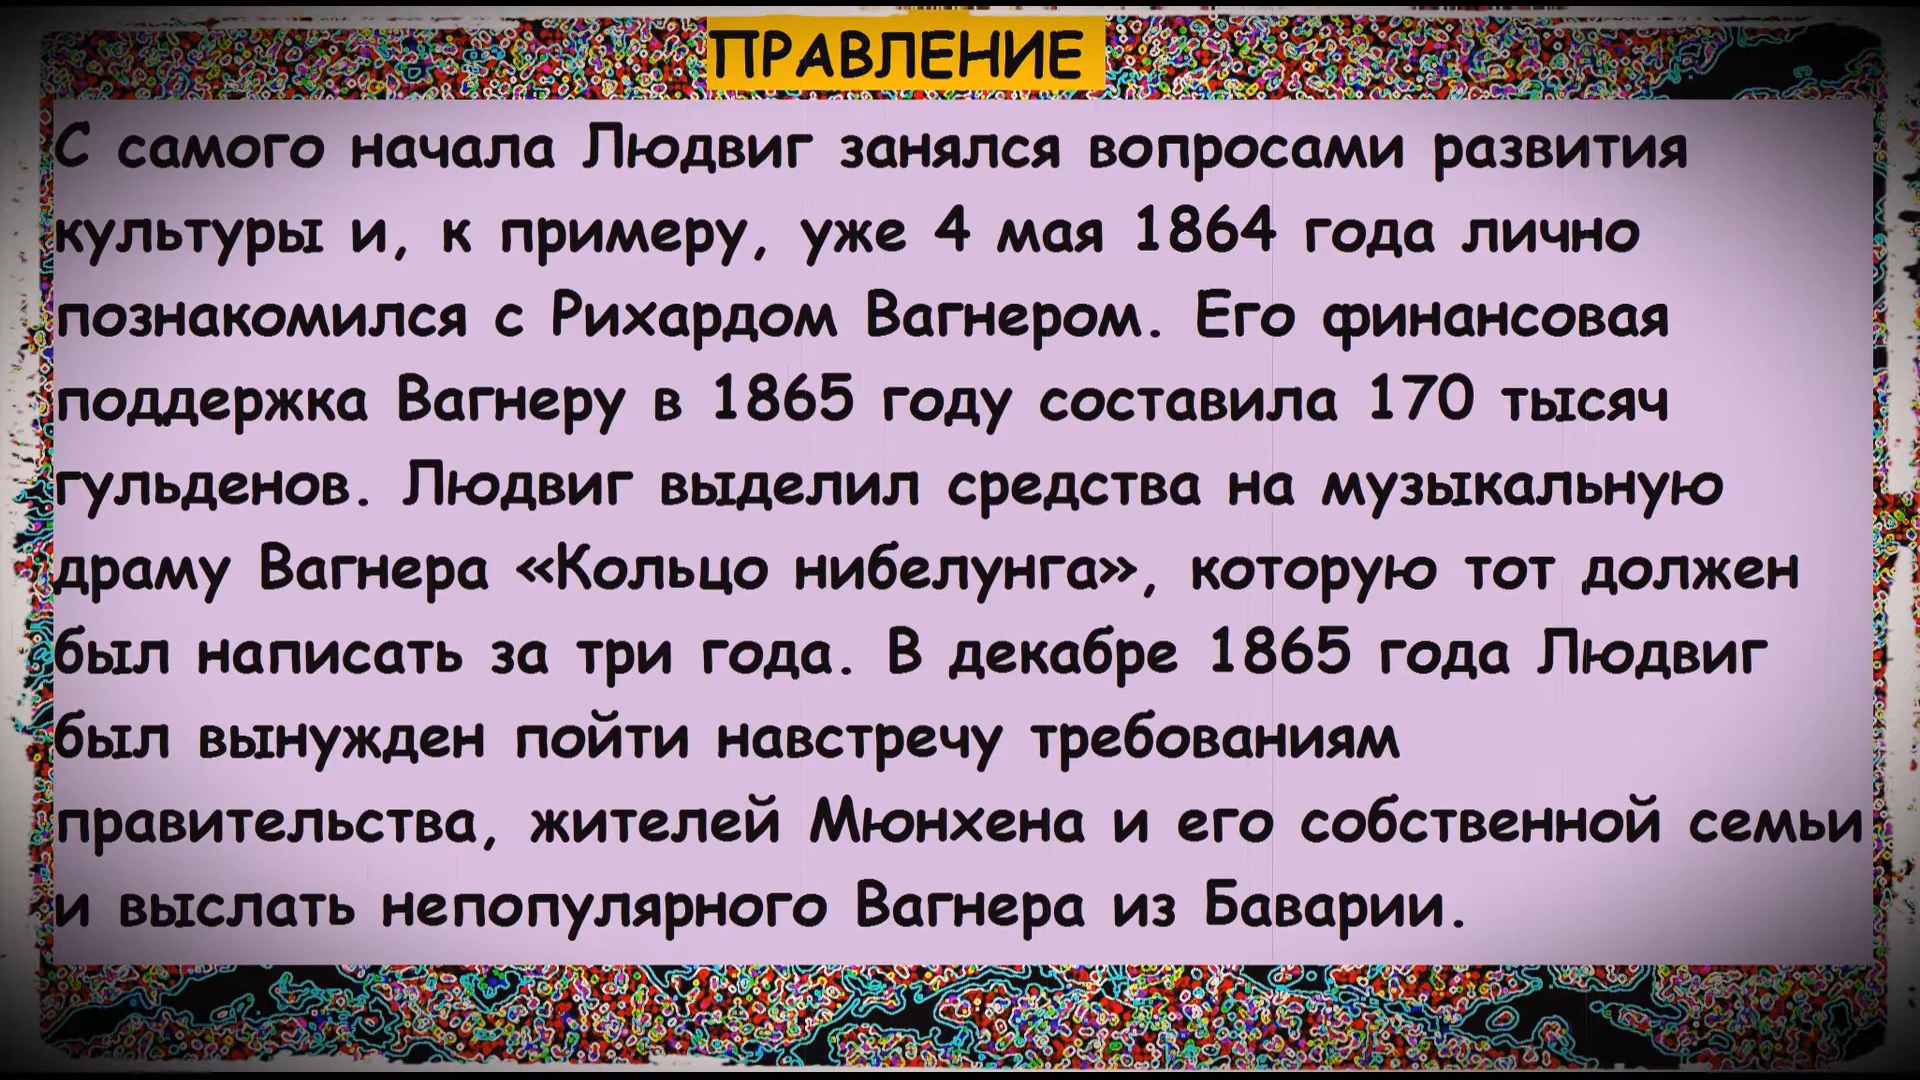 ПРАВЛЕНИЕ
С самого начала Людвиг занялся вопросами развития
культуры и, к примеру, уже 4 мая 1864 года лично
познакомился с Рихардом Вагнером. Его финансовая
поддержка Вагнеру в 1865 году составила 170 тысяч
гульденов. Людвиг выделил средства на музыкальную
драму Вагнера «Кольцо нибелунга», которую тот должен
был написать за три года. В декабре 1865 года Людвиг
был вынужден пойти навстречу требованиям
правительства, жителей Мюнхена и его собственной семьи
и выслать непопулярного Вагнера из Баварии.